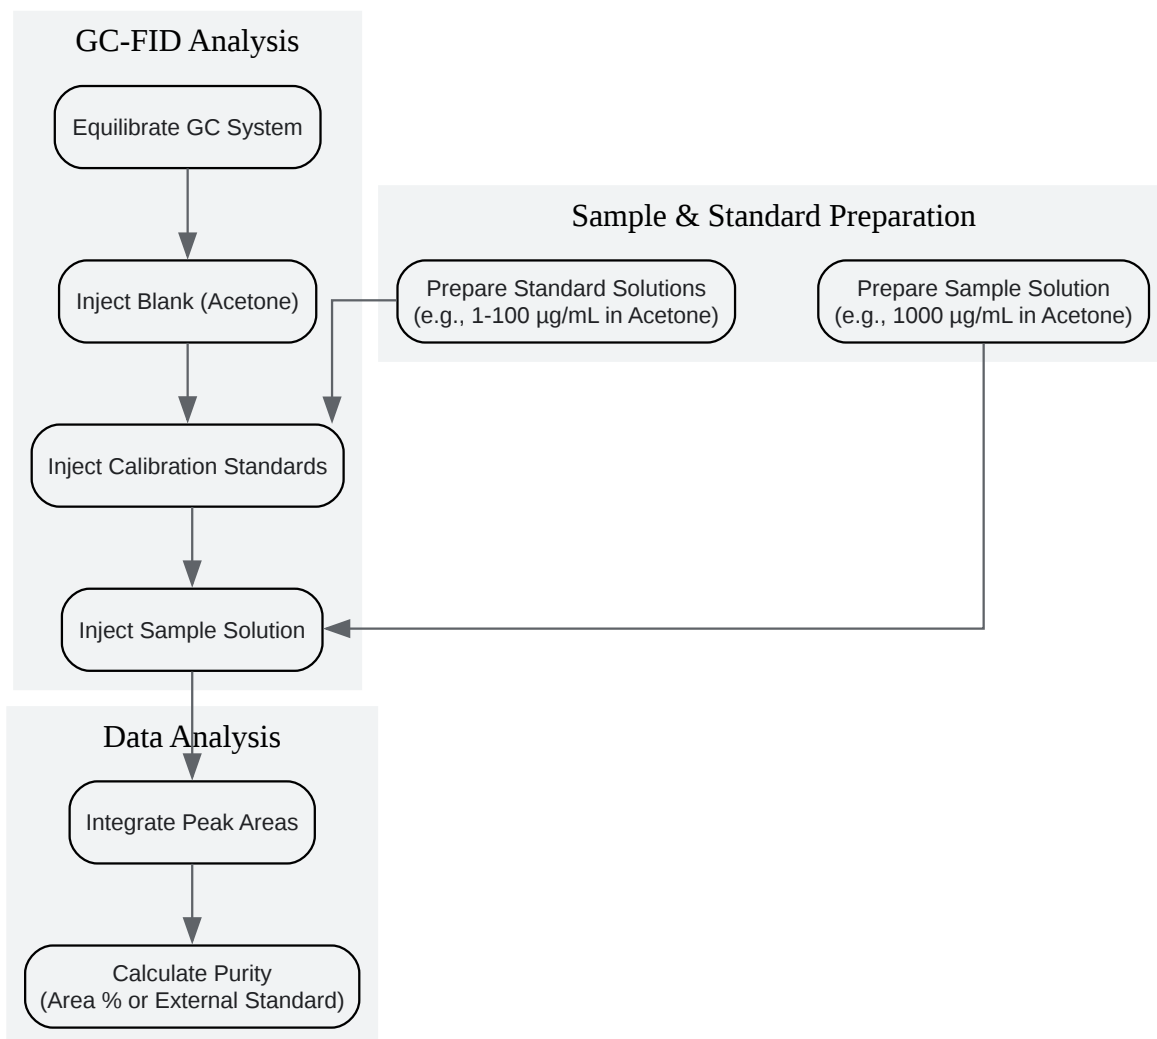 GC-FID Analysis
Equilibrate GC System
Sample & Standard Preparation
Inject Blank (Acetone)
Prepare Standard Solutions
(e.g., 1-100 µg/mL in Acetone)
Prepare Sample Solution
(e.g., 1000 µg/mL in Acetone)
Inject Calibration Standards
Inject Sample Solution
Data Analysis
Integrate Peak Areas
Calculate Purity
(Area % or External Standard)